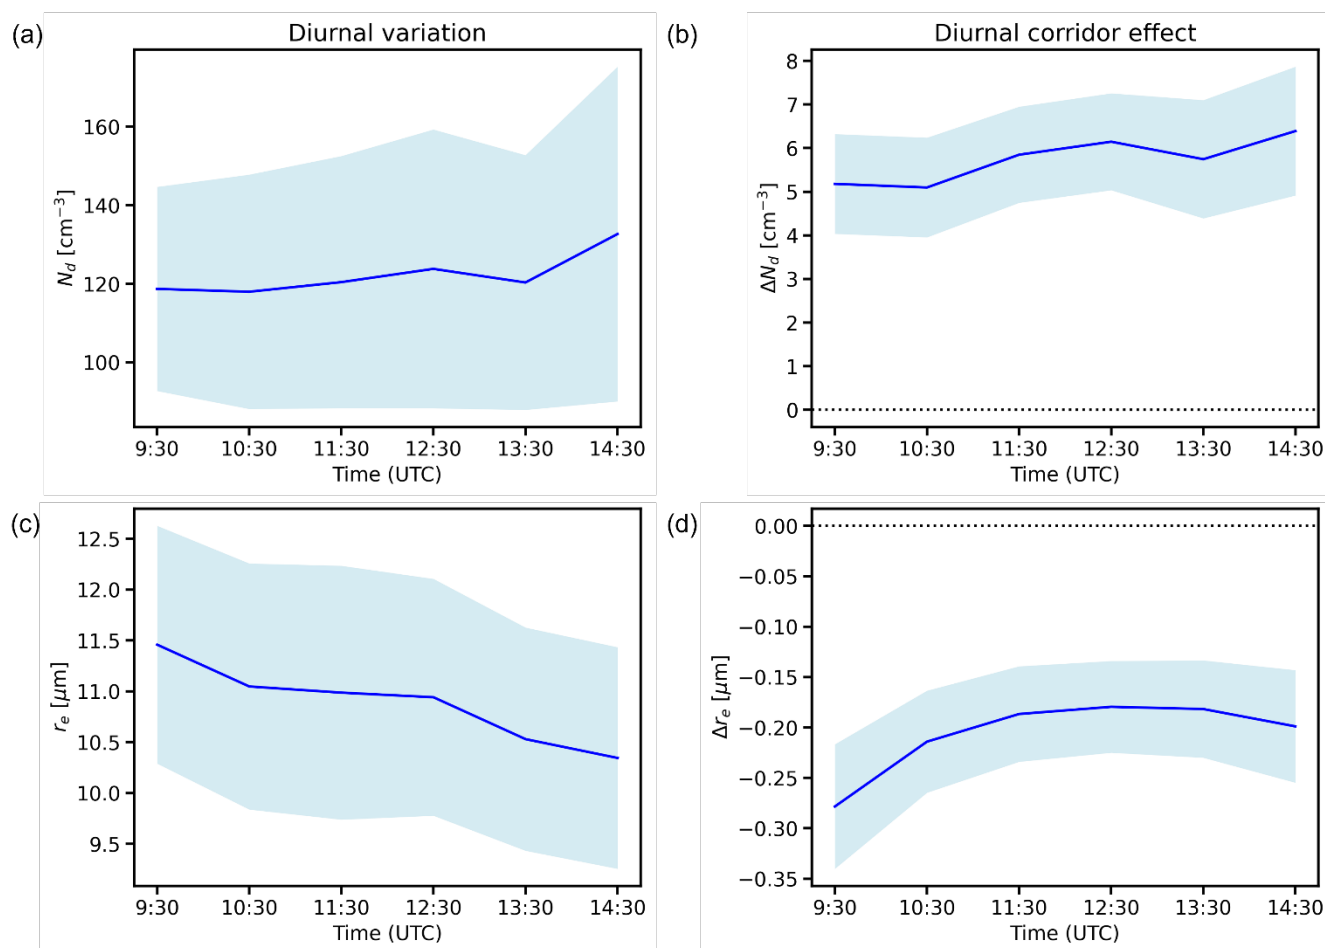 (a)
Diurnal variation
160
140
120
100
N_d [cm⁻³]
9:30 10:30 11:30 12:30 13:30 14:30
Time (UTC)
(b)
Diurnal corridor effect
8
7
6
5
4
3
2
1
0
ΔN_d [cm⁻³]
9:30 10:30 11:30 12:30 13:30 14:30
Time (UTC)
(c)
12.5
12.0
11.5
11.0
10.5
10.0
9.5
r_e [μm]
9:30 10:30 11:30 12:30 13:30 14:30
Time (UTC)
(d)
0.00
−0.05
−0.10
−0.15
−0.20
−0.25
−0.30
−0.35
Δr_e [μm]
9:30 10:30 11:30 12:30 13:30 14:30
Time (UTC)